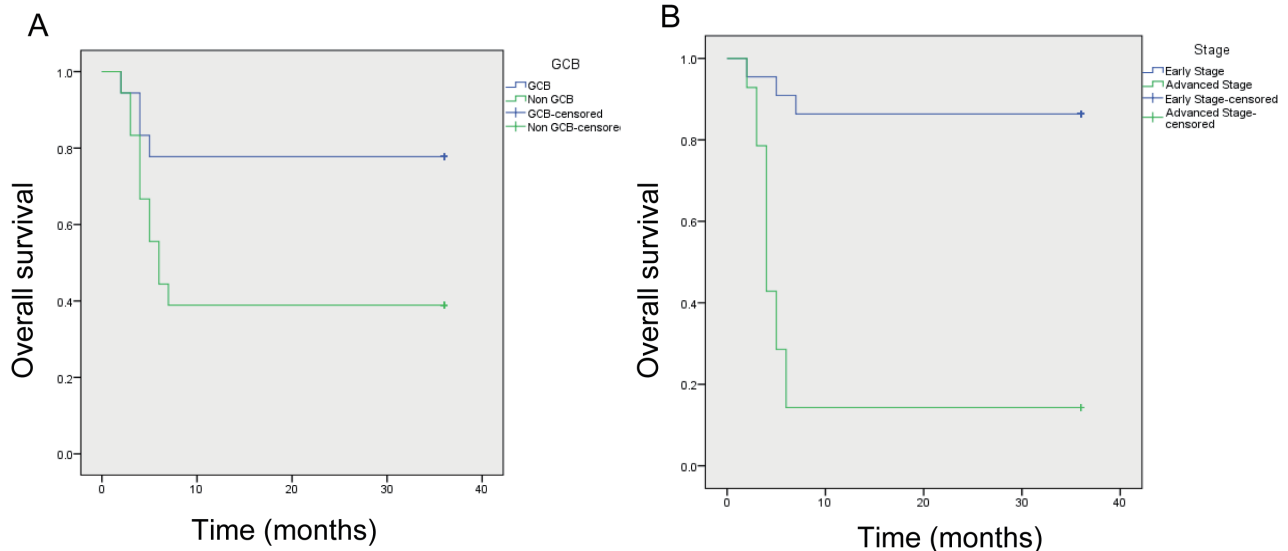 A
GCB
GCB
Non GCB
GCB-censored
Non GCB-censore
1.0
0.8
0.6
0.4
0.2
0.0
Overall survival
0 10 20 30 40
Time (months)
B
Stage
Early Stage
Advanced Stage
Early Stage-censored
Advanced Stage-
censored
1.0
0.8
0.6
0.4
0.2
0.0
Overall survival
0 10 20 30 40
Time (months)